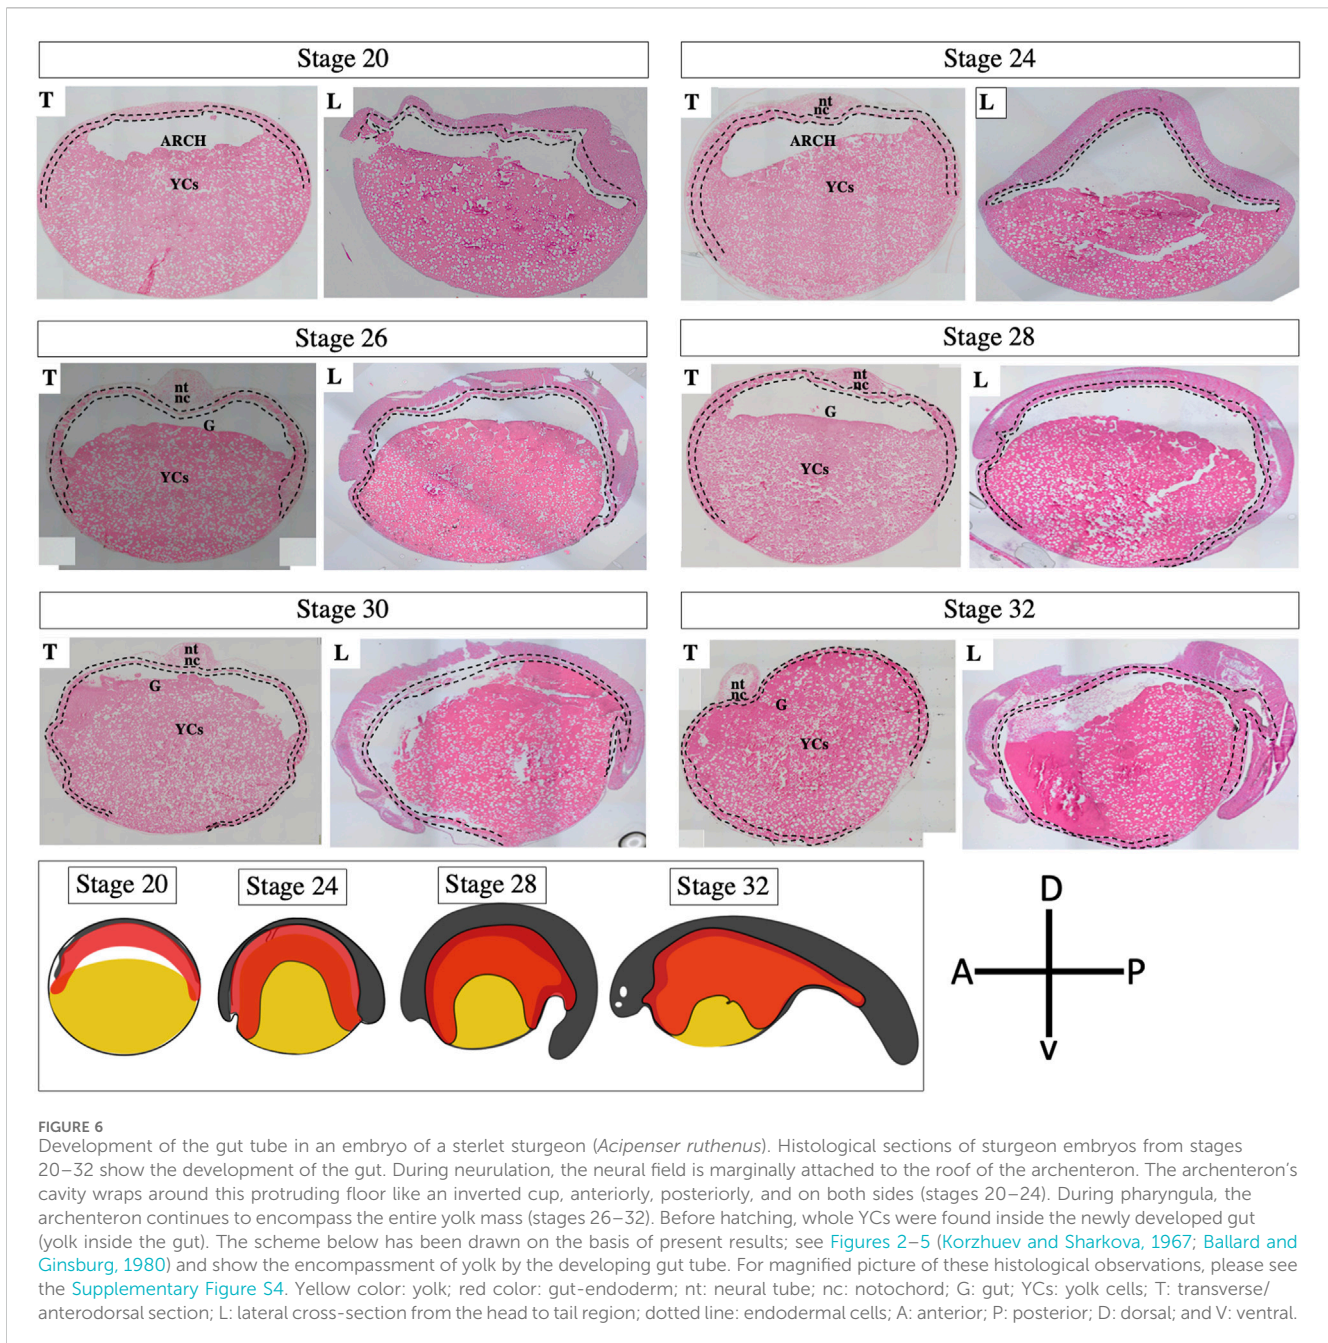 Stage 20
Stage 24
T
ARCH
YCs
L
T
nt
nc
ARCH
YCs
L
Stage 26
Stage 28
T
nt
nc
G
YCs
L
T
nt
nc
G
YCs
L
Stage 30
Stage 32
T
nt
nc
G
YCs
L
T
nt
nc
G
YCs
L
Stage 20
Stage 24
Stage 28
Stage 32
D
A
P
V
FIGURE 6
Development of the gut tube in an embryo of a sterlet sturgeon (Acipenser ruthenus). Histological sections of sturgeon embryos from stages
20–32 show the development of the gut. During neurulation, the neural field is marginally attached to the roof of the archenteron. The archenteron's
cavity wraps around this protruding floor like an inverted cup, anteriorly, posteriorly, and on both sides (stages 20–24). During pharyngula, the
archenteron continues to encompass the entire yolk mass (stages 26–32). Before hatching, whole YCs were found inside the newly developed gut
(yolk inside the gut). The scheme below has been drawn on the basis of present results; see Figures 2–5 (Korzhuev and Sharkova, 1967; Ballard and
Ginsburg, 1980) and show the encompassment of yolk by the developing gut tube. For magnified picture of these histological observations, please see
the Supplementary Figure S4. Yellow color: yolk; red color: gut-endoderm; nt: neural tube; nc: notochord; G: gut; YCs: yolk cells; T: transverse/
anterodorsal section; L: lateral cross-section from the head to tail region; dotted line: endodermal cells; A: anterior; P: posterior; D: dorsal; and V: ventral.